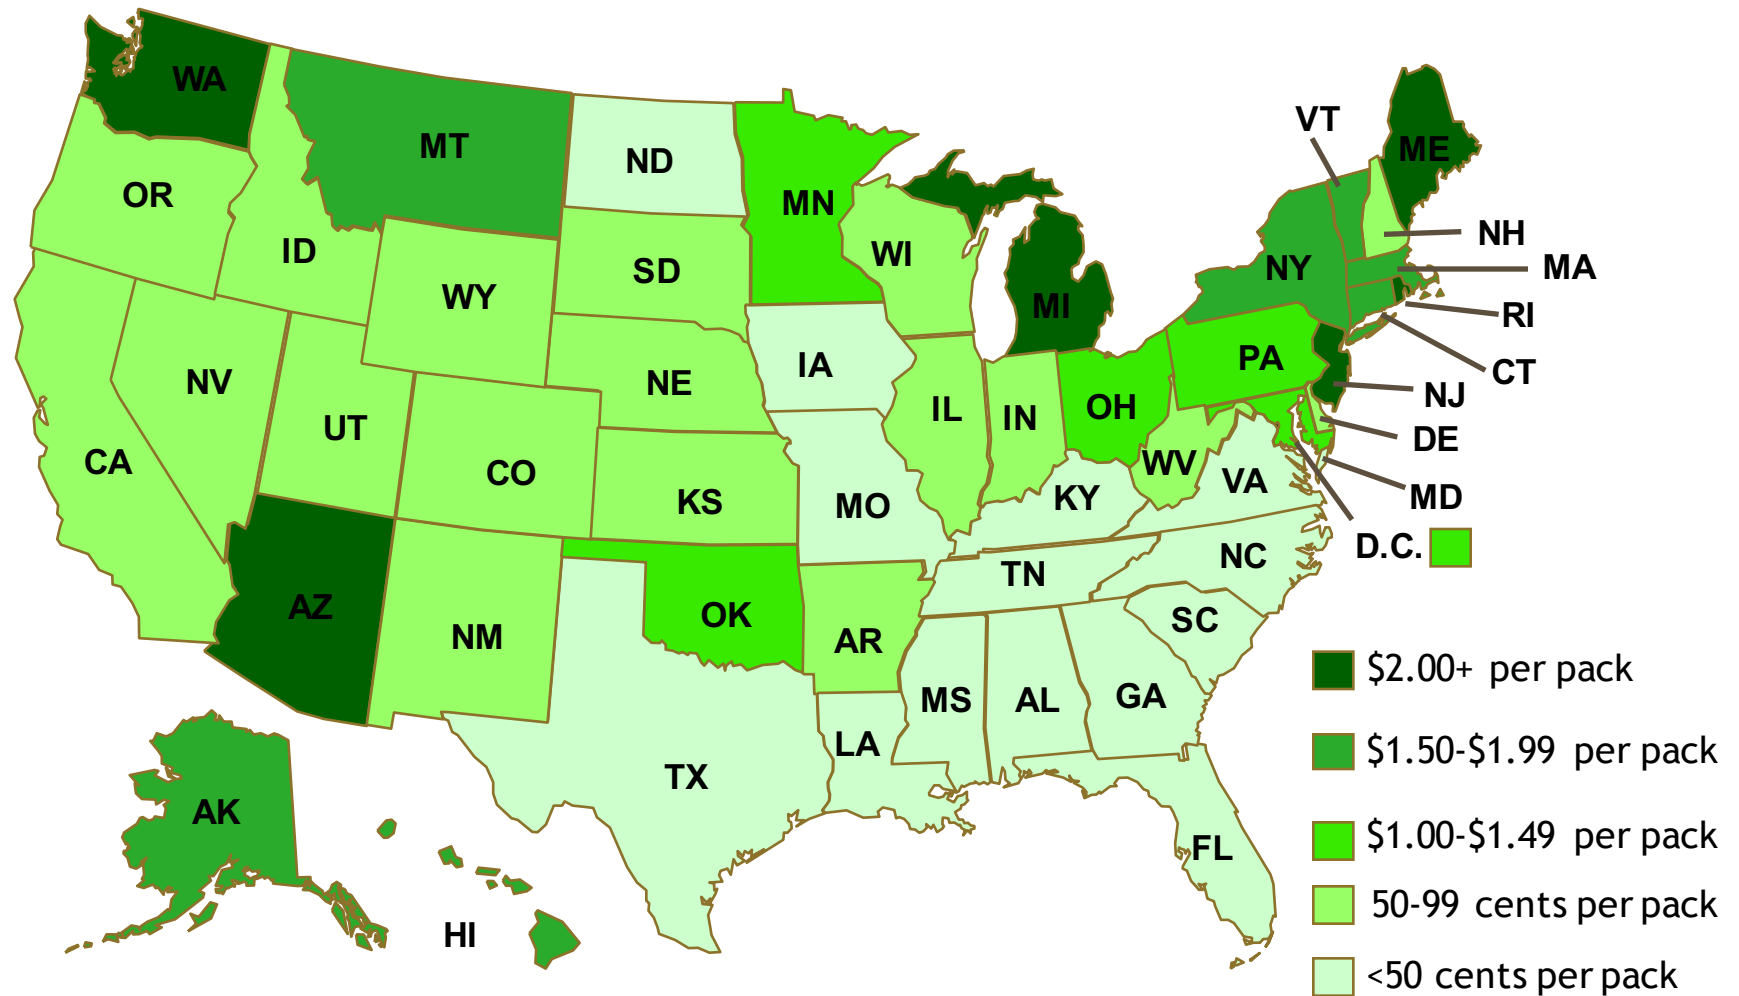 WA
MT
ND
MN
VT
ME
OR
ID
WY
SD
WI
MI
NY
NH
MA
RI
CT
NV
UT
CA
CO
NE
IA
IL
IN
OH
PA
NJ
DE
MD
D.C.
KS
MO
KY
WV
VA
AZ
NM
OK
AR
TN
NC
SC
MS
AL
GA
LA
TX
FL
AK
HI
$2.00+ per pack
$1.50-$1.99 per pack
$1.00-$1.49 per pack
50-99 cents per pack
<50 cents per pack